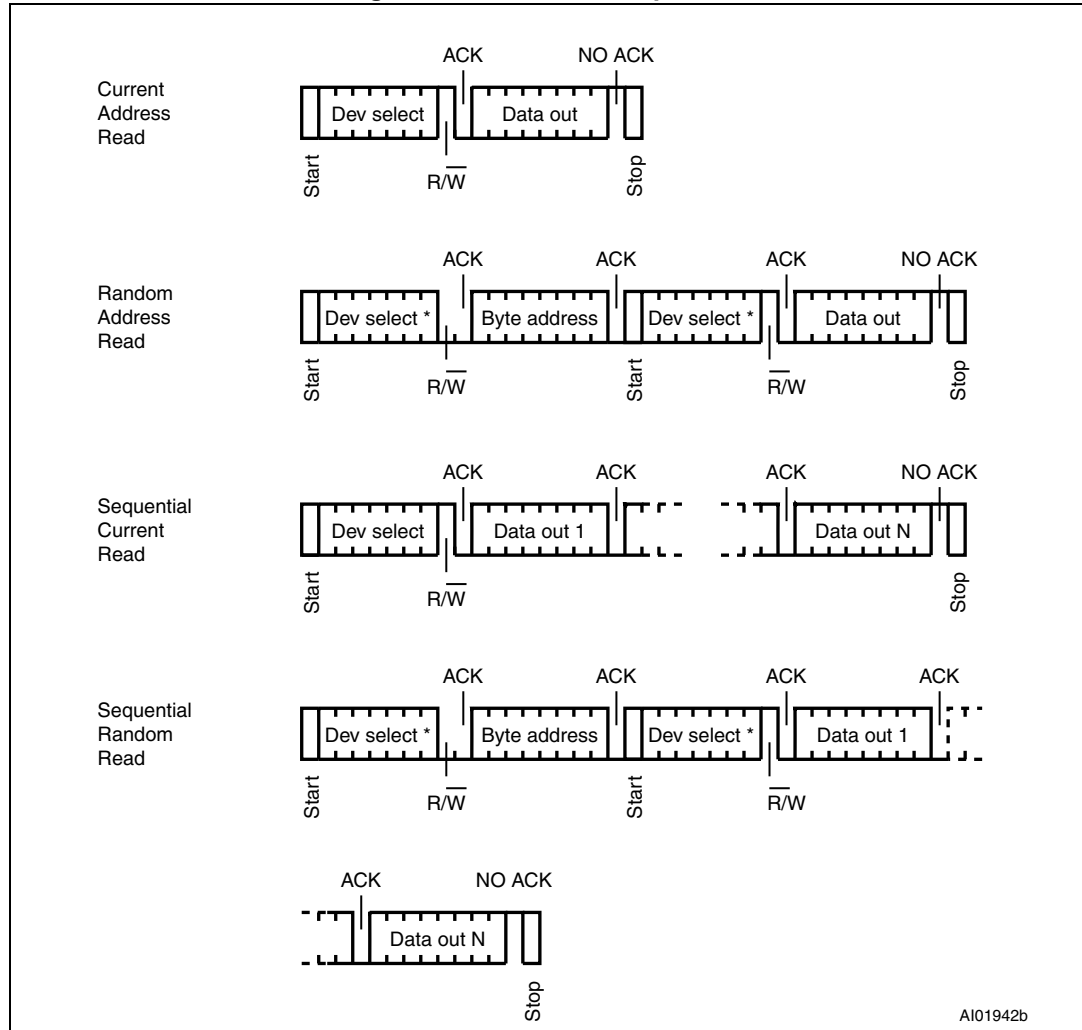 ACK NO ACK
Current
Address
Read
Dev select Data out
Start R/W Stop
ACK ACK ACK NO ACK
Random
Address
Read
Dev select * Byte address Dev select * Data out
Start R/W Start R/W Stop
ACK ACK ACK NO ACK
Sequential
Current
Read
Dev select Data out 1 Data out N
Start R/W Stop
ACK ACK ACK ACK
Sequential
Random
Read
Dev select * Byte address Dev select * Data out 1
Start R/W Start R/W
ACK NO ACK
Data out N
Stop
AI01942b